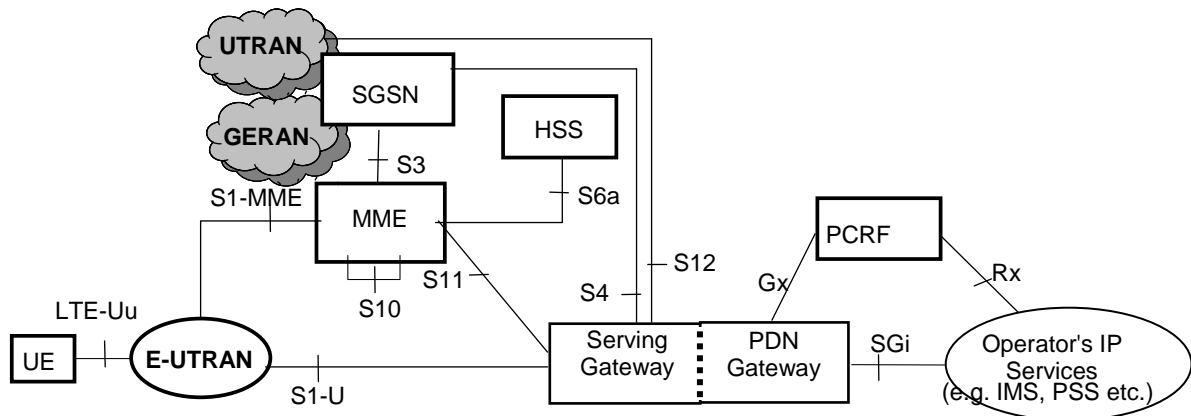 UTRAN
SGSN
HSS
GERAN
S3
S1-MME
S6a
MME
PCRF
S12
S11
Rx
S4
Gx
S10
LTE-Uu
Serving
Gateway
PDN
Gateway
SGi
Operator's IP
Services
(e.g. IMS, PSS etc.)
UE
E-UTRAN
S1-U